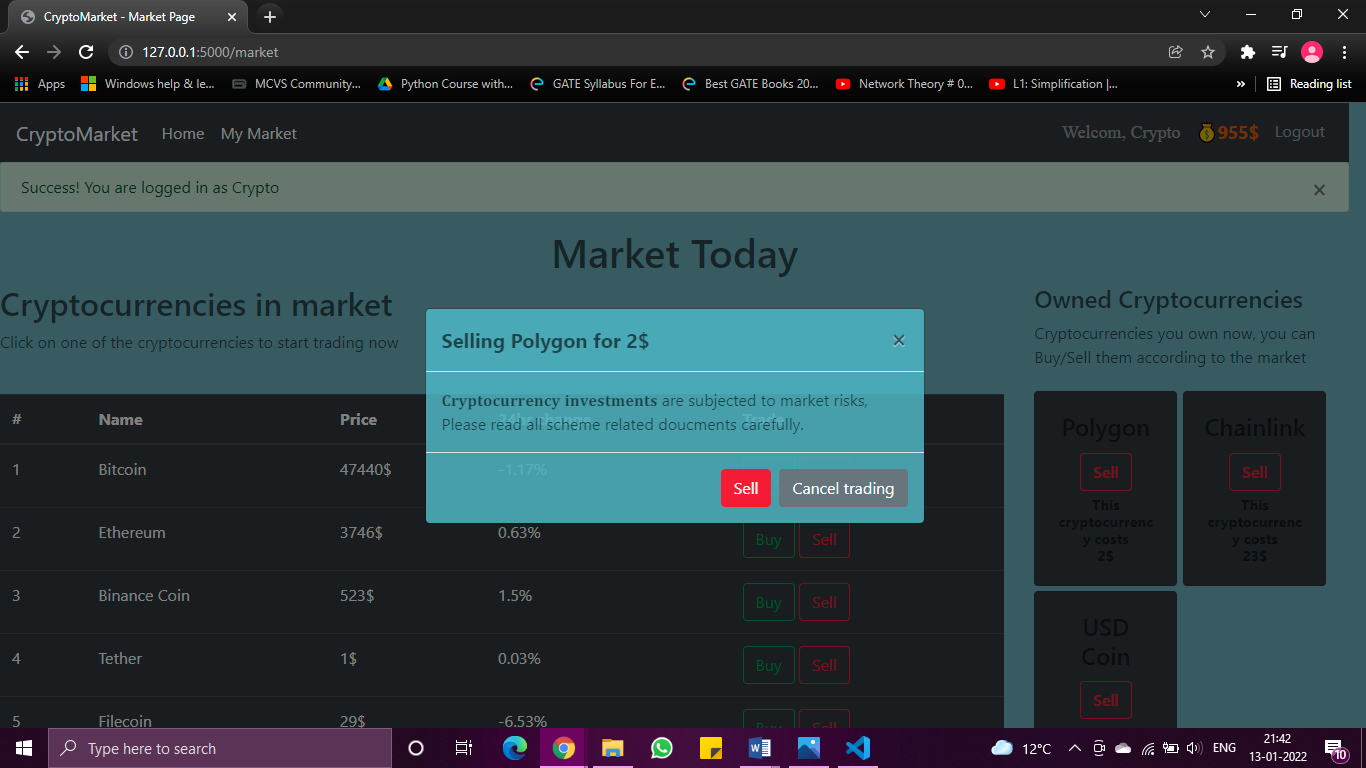 CryptoMarket - Market Page
127.0.0.1:5000/market
Apps Windows help & le... MCVS Community... Python Course with... GATE Syllabus For E... Best GATE Books 20... Network Theory # 0... L1: Simplification |... » Reading list
CryptoMarket Home My Market Welcom, Crypto 955$ Logout
Success! You are logged in as Crypto ×
Market Today
Cryptocurrencies in market
Click on one of the cryptocurrencies to start trading now
Selling Polygon for 2$ ×
Cryptocurrency investments are subjected to market risks,
Please read all scheme related doucments carefully.
Sell Cancel trading
# Name Price 24hr change Trade
1 Bitcoin 47440$ -1.17%
2 Ethereum 3746$ 0.63% Buy Sell
3 Binance Coin 523$ 1.5% Buy Sell
4 Tether 1$ 0.03% Buy Sell
5 Filecoin 29$ -6.53% Buy Sell
Owned Cryptocurrencies
Cryptocurrencies you own now, you can
Buy/Sell them according to the market
Polygon
Sell
This
cryptocurrenc
y costs
2$
Chainlink
Sell
This
cryptocurrenc
y costs
23$
USD
Coin
Sell
Type here to search
12°C
ENG
21:42
13-01-2022
10